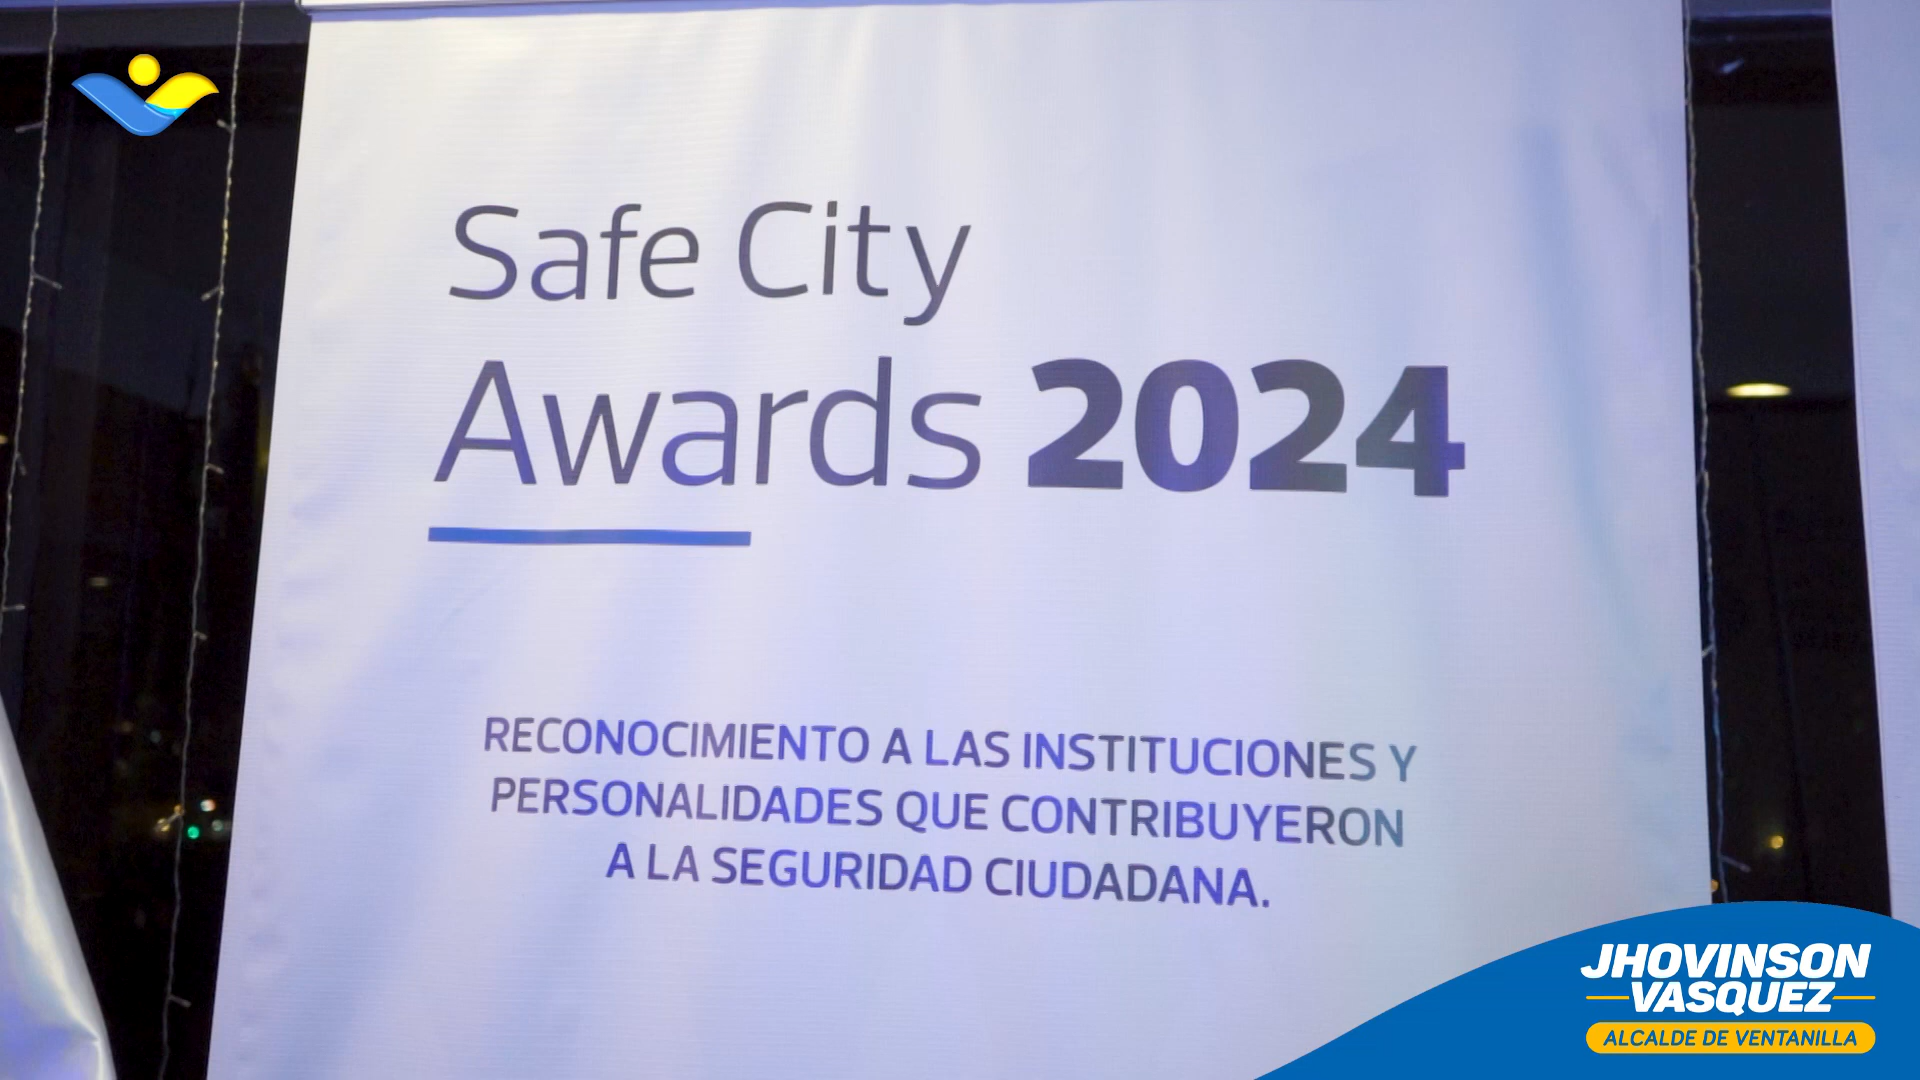 Safe City
Awards 2024
RECONOCIMIENTO A LAS INSTITUCIONES Y
PERSONALIDADES QUE CONTRIBUYERON
A LA SEGURIDAD CIUDADANA.
JHOVINSON
VASQUEZ
ALCALDE DE VENTANILLA